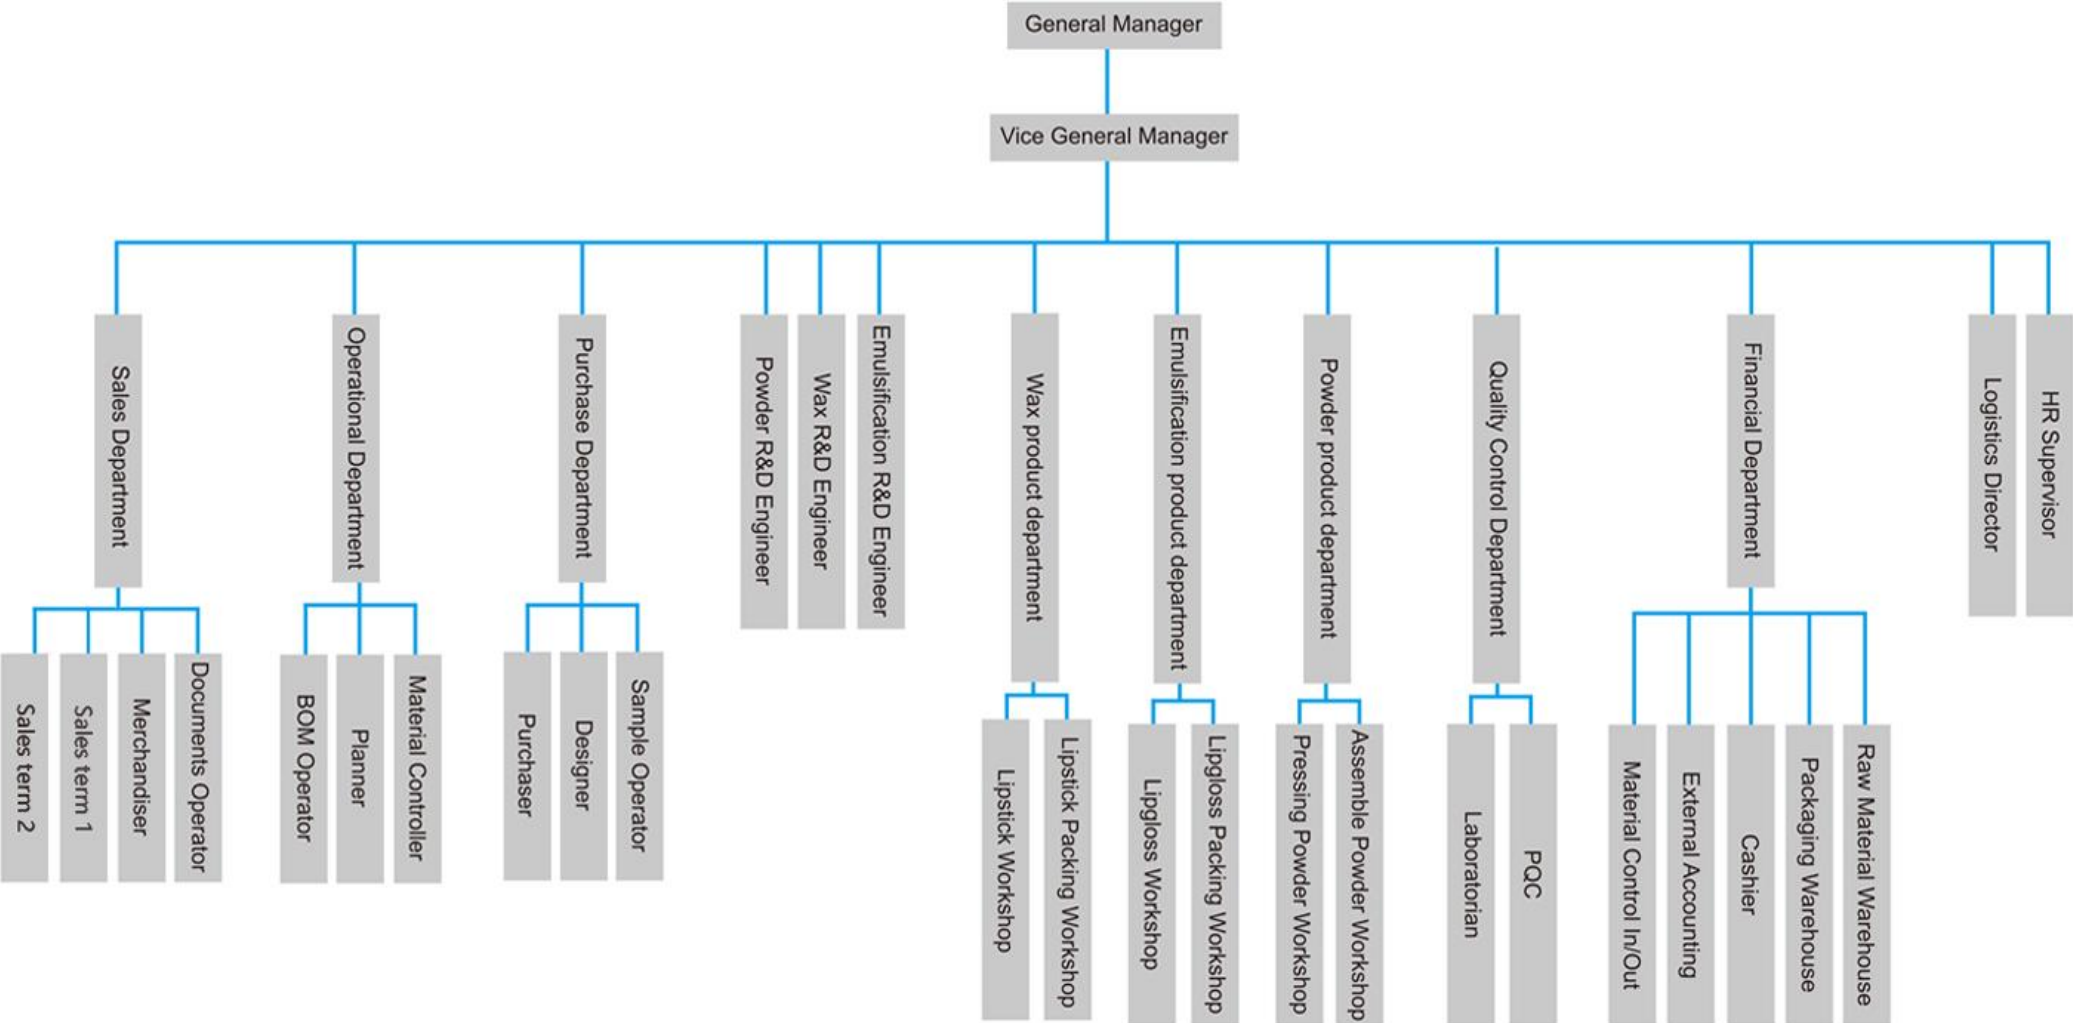 General Manager
Vice General Manager
Sales Department
Operational Department
Purchase Department
Powder R&D Engineer
Wax R&D Engineer
Emulsification R&D Engineer
Wax product department
Emulsification product department
Powder product department
Quality Control Department
Financial Department
Logistics Director
HR Supervisor
Sales term 2
Sales term 1
Merchandiser
Documents Operator
BOM Operator
Planner
Material Controller
Purchaser
Designer
Sample Operator
Lipstick Workshop
Lipstick Packing Workshop
Lipgloss Workshop
Lipgloss Packing Workshop
Pressing Powder Workshop
Assemble Powder Workshop
Laboratorian
PQC
Material Control In/Out
External Accounting
Cashier
Packaging Warehouse
Raw Material Warehouse